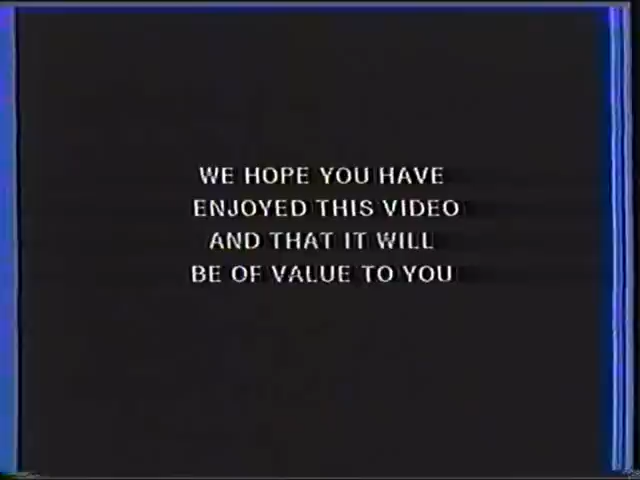 WE HOPE YOU HAVE
ENJOYED THIS VIDEO
AND THAT IT WILL
BE OF VALUE TO YOU